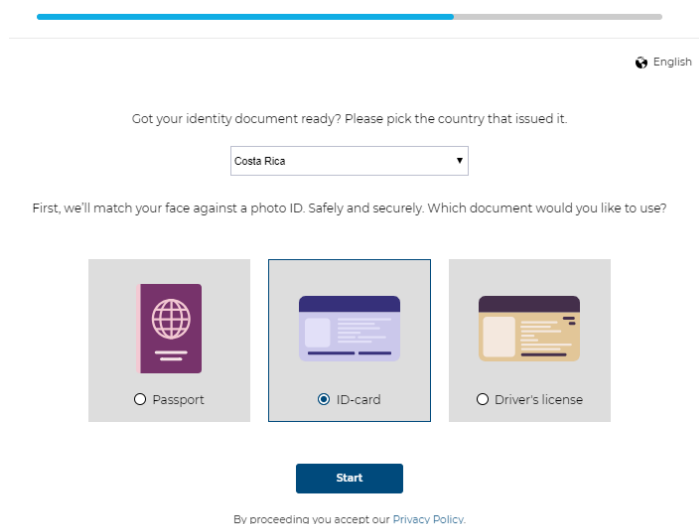 English
Got your identity document ready? Please pick the country that issued it.
Costa Rica
First, we'll match your face against a photo ID. Safely and securely. Which document would you like to use?
Passport
ID-card
Driver's license
Start
By proceeding you accept our Privacy Policy.